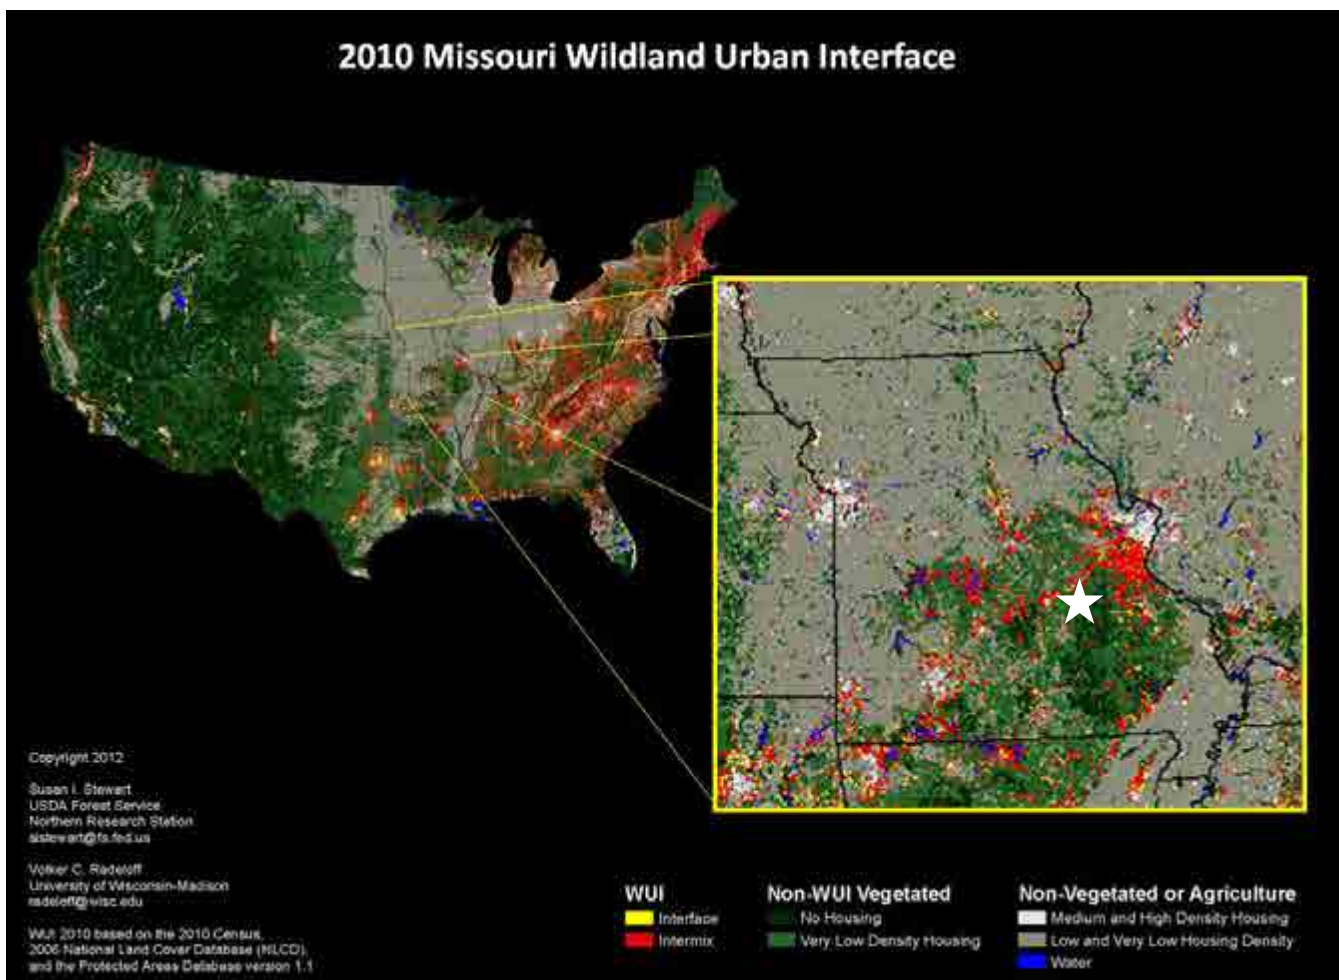 2010 Missouri Wildland Urban Interface
Copyright 2012
Susan I. Stewart
USDA Forest Service
Northern Research Station
sistewart@fs.fed.us
Volker C. Radeloff
University of Wisconsin-Madison
radeloff@wisc.edu
WUI 2010 based on the 2010 Census,
2006 National Land Cover Database (NLCD),
and the Protected Areas Database version 1.1
WUI
Interface
Intermix
Non-WUI Vegetated
No Housing
Very Low Density Housing
Non-Vegetated or Agriculture
Medium and High Density Housing
Low and Very Low Housing Density
Water